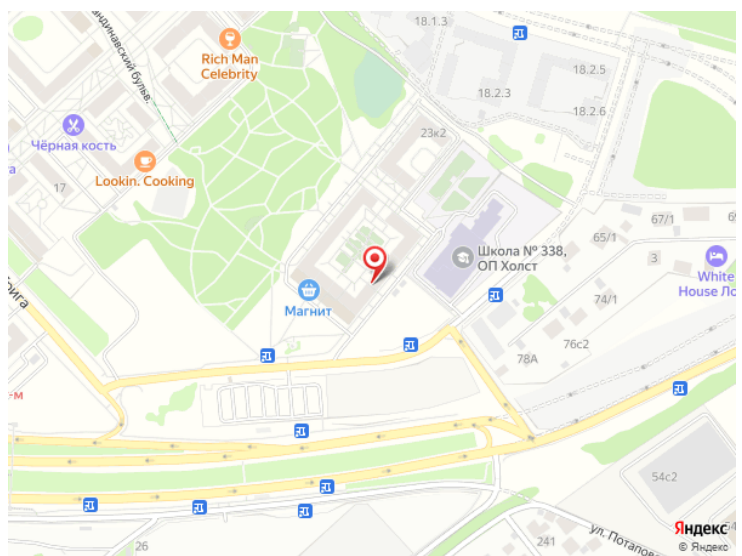 18.1.3
андинавский бульв.
Rich Man
Celebrity
18.2.5
18.2.3
18.2.6
23к2
Чёрная кость
Lookin. Cooking
17
Школа № 338,
ОП Холст
67/1
65/1
3
White
House Ло
74/1
Магнит
рига
76с2
78А
-м
54с2
Яндекс
© Яндекс
26
241
ул. Потапов